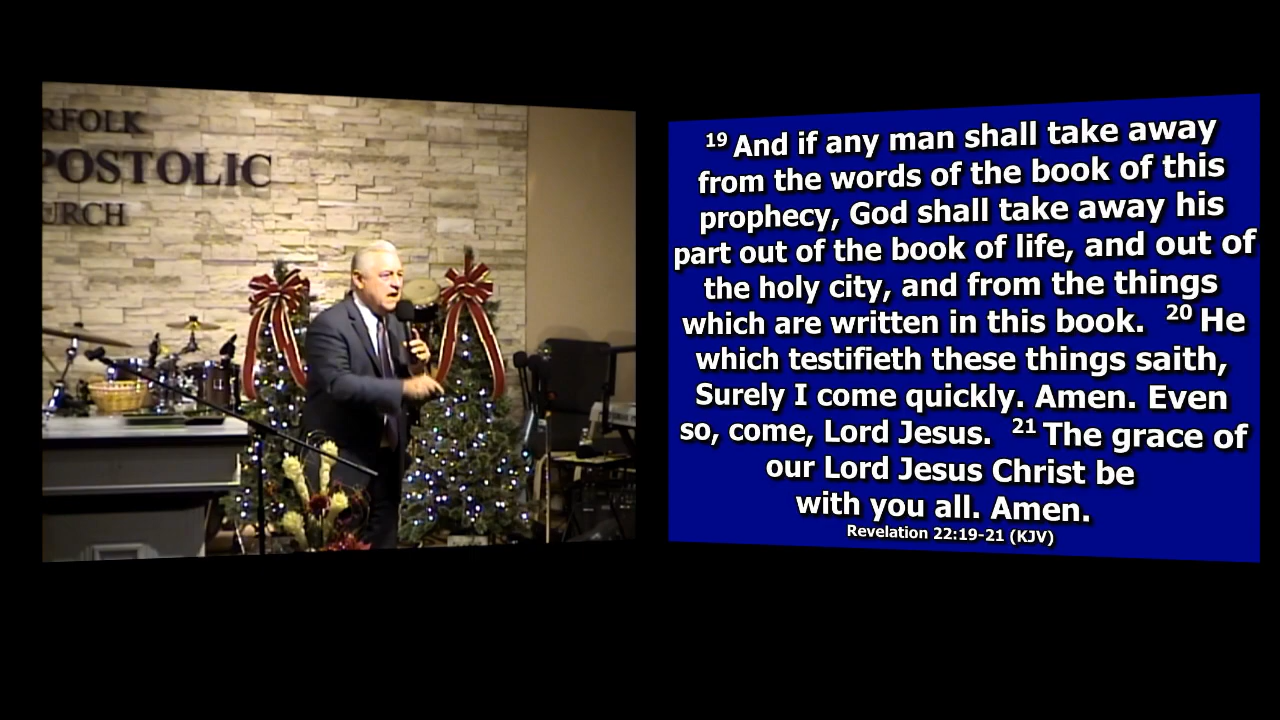 RFOLK
POSTOLIC
URCH
19 And if any man shall take away
from the words of the book of this
prophecy, God shall take away his
part out of the book of life, and out of
the holy city, and from the things
which are written in this book. 20 He
which testifieth these things saith,
Surely I come quickly. Amen. Even
so, come, Lord Jesus. 21 The grace of
our Lord Jesus Christ be
with you all. Amen.
Revelation 22:19-21 (KJV)